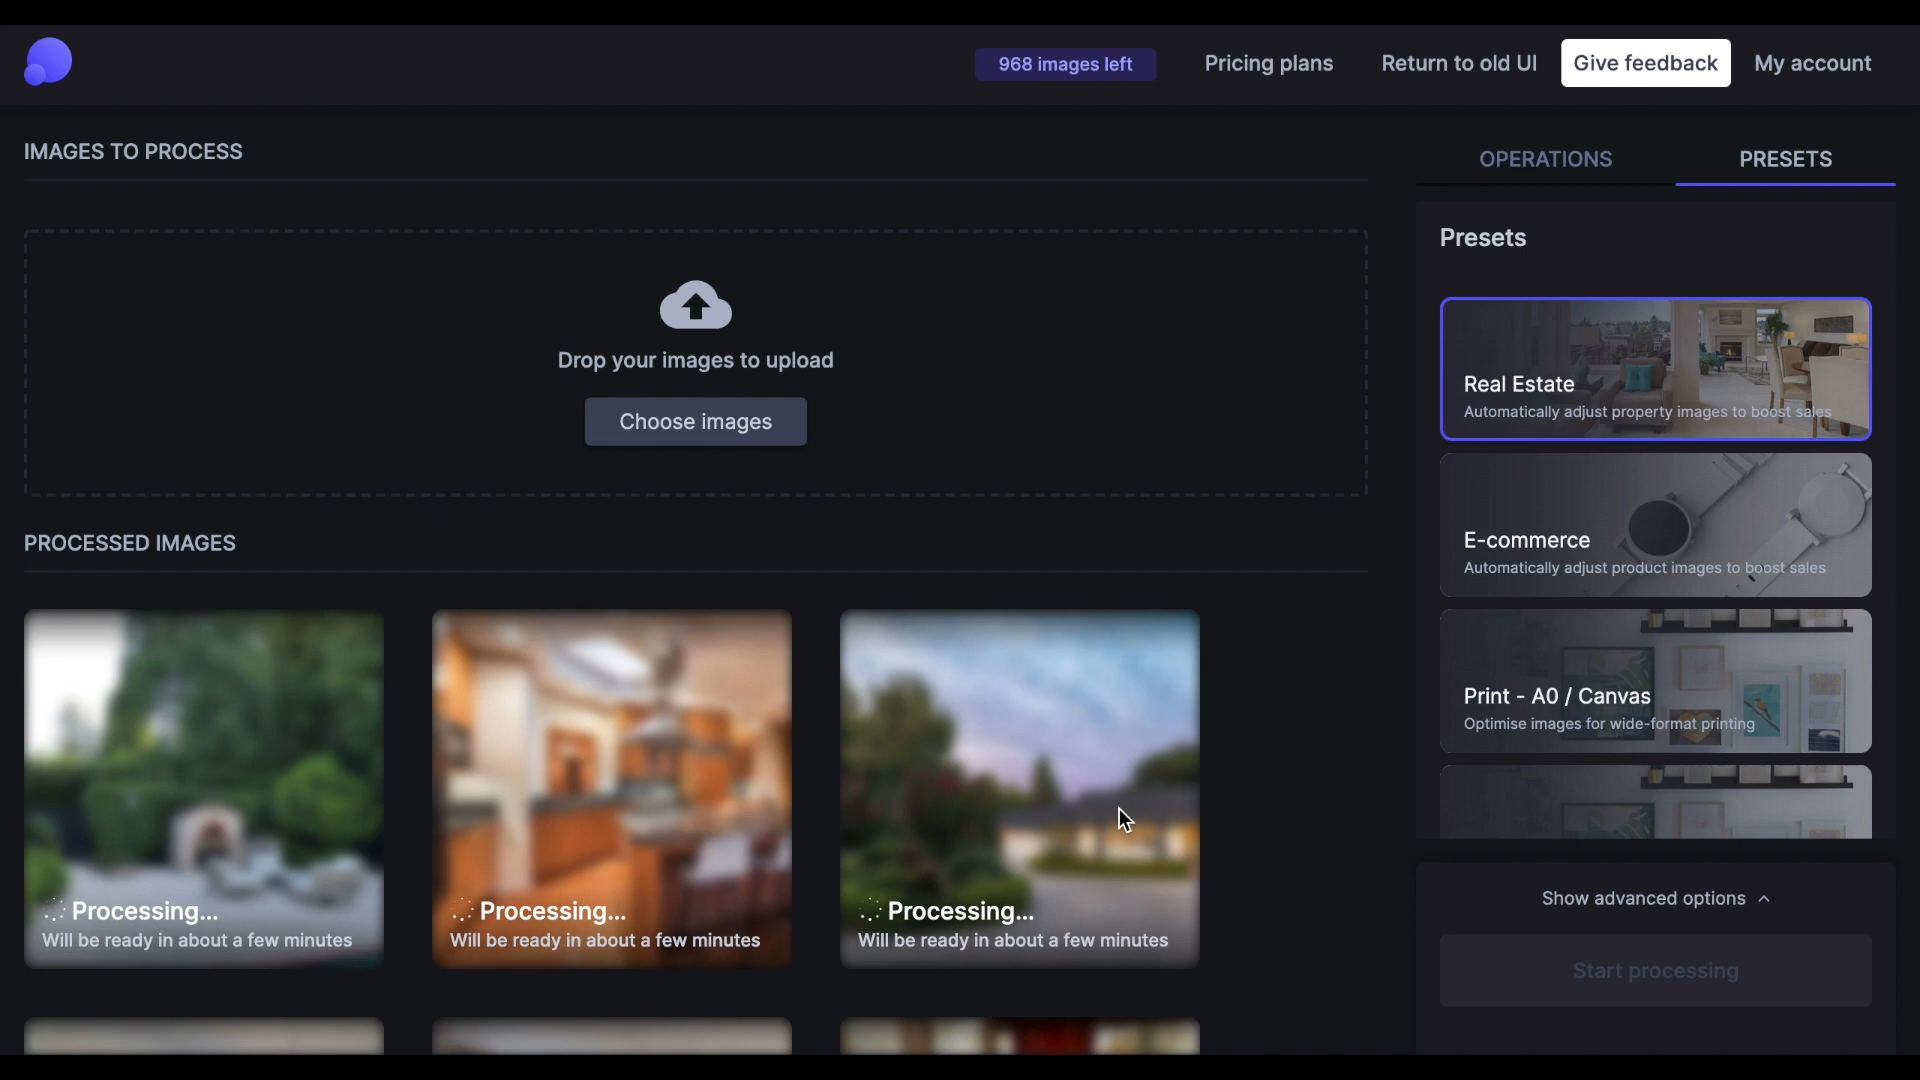 968 images left
Pricing plans
Return to old UI
Give feedback
My account
IMAGES TO PROCESS
OPERATIONS
PRESETS
Presets
Drop your images to upload
Choose images
Real Estate
Automatically adjust property images to boost sales
E-commerce
Automatically adjust product images to boost sales
PROCESSED IMAGES
Print - A0 / Canvas
Optimise images for wide-format printing
Processing...
Will be ready in about a few minutes
Processing...
Will be ready in about a few minutes
Processing...
Will be ready in about a few minutes
Show advanced options
Start processing